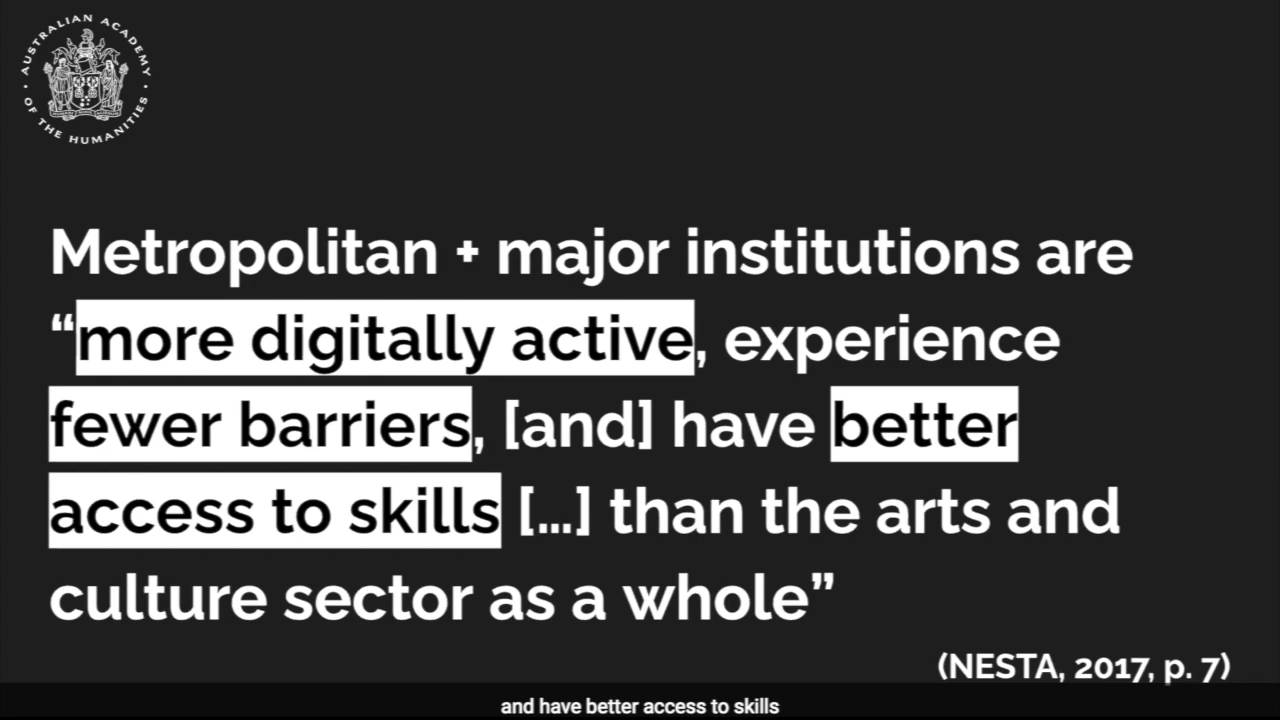 AUSTRALIAN ACADEMY
OF THE HUMANITIES
Metropolitan + major institutions are
“more digitally active, experience
fewer barriers, [and] have better
access to skills [...] than the arts and
culture sector as a whole”
(NESTA, 2017, p. 7)
and have better access to skills